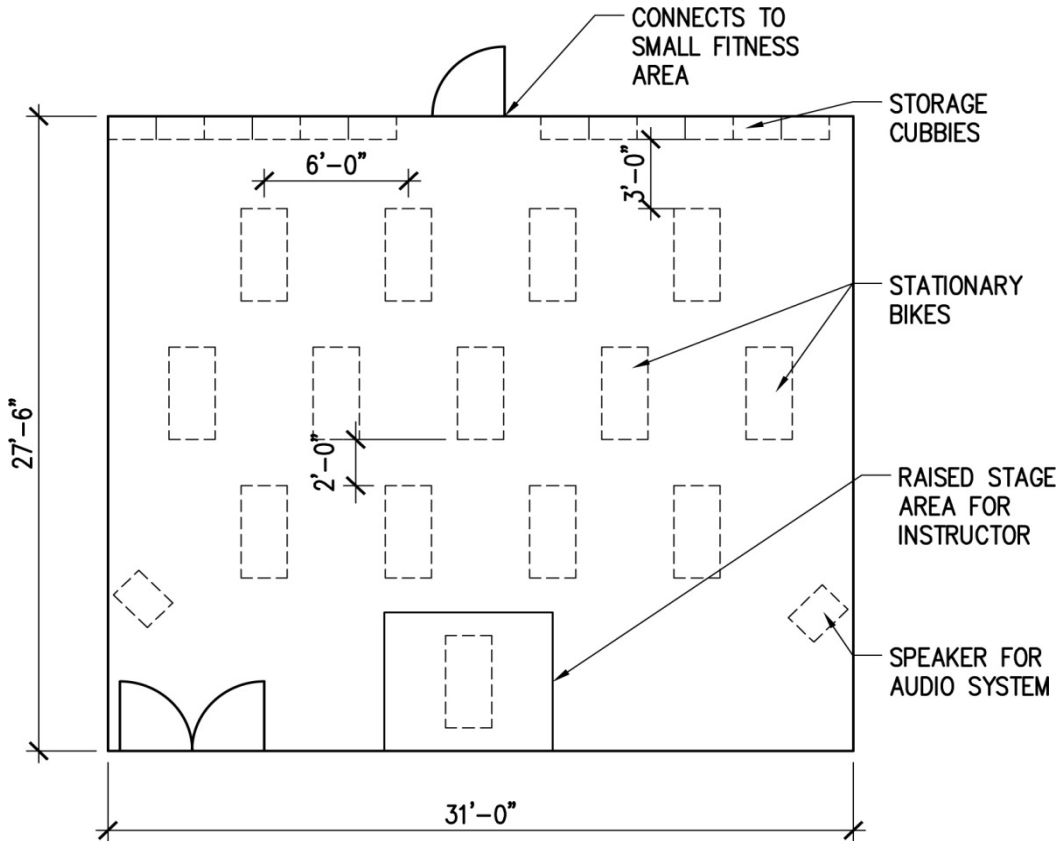 CONNECTS TO
SMALL FITNESS
AREA
STORAGE
CUBBIES
6'-0"
3'-0"
STATIONARY
BIKES
27'-6"
2'-0"
RAISED STAGE
AREA FOR
INSTRUCTOR
SPEAKER FOR
AUDIO SYSTEM
31'-0"